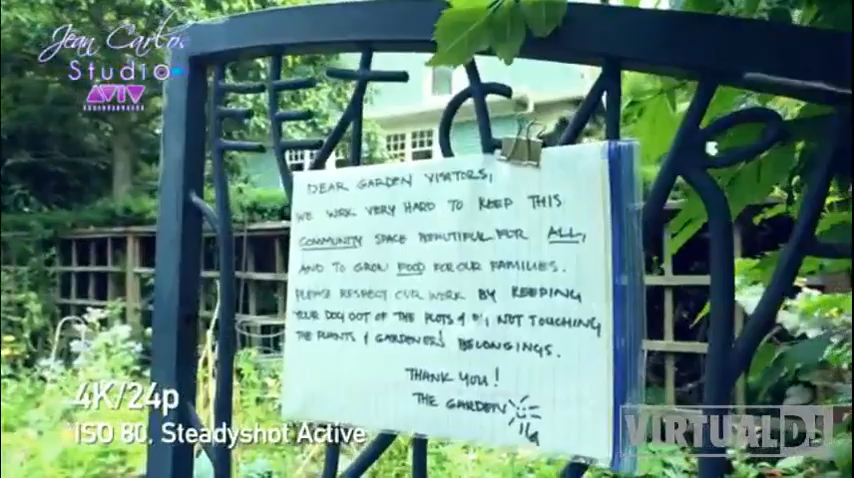 Jean Carlos
Studio
DEAR GARDEN VISITORS,
WE WORK VERY HARD TO KEEP THIS
COMMUNITY SPACE BEAUTIFUL FOR ALL,
AND TO GROW FOOD FOR OUR FAMILIES.
PLEASE RESPECT OUR WORK BY KEEPING
YOUR DOG OUT OF THE PLOTS & NOT TOUCHING
THE PLANTS & GARDENERS BELONGINGS.
THANK YOU!
THE GARDEN
4K/24p
ISO 80, SteadyShot Active
VIRTUALDJ